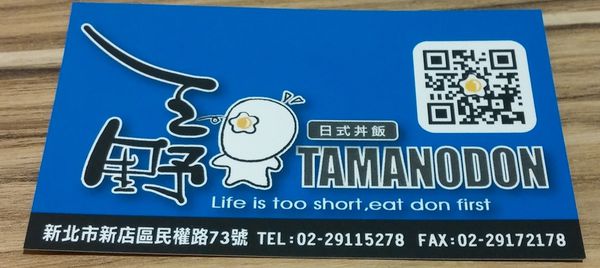 玉野
日式丼飯
TAMANODON
Life is too short,eat don first
新北市新店區民權路73號 TEL:02-29115278 FAX:02-29172178